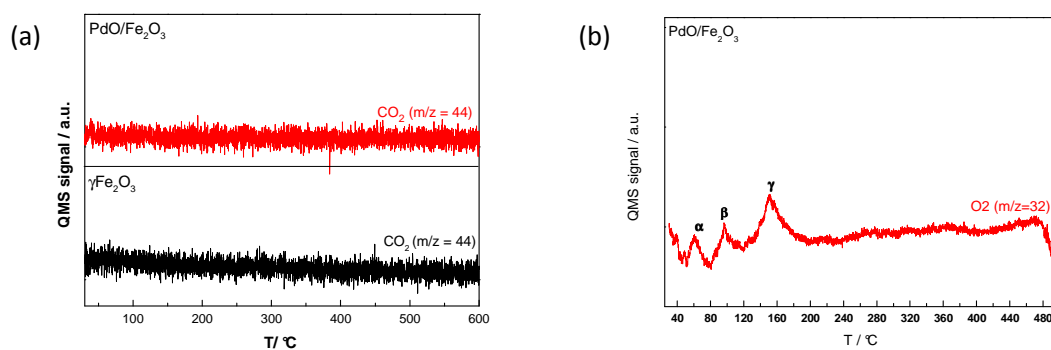 (a)
PdO/Fe₂O₃
CO₂ (m/z = 44)
γFe₂O₃
CO₂ (m/z = 44)
QMS signal / a.u.
100 200 300 400 500 600
T/ °C
(b)
PdO/Fe₂O₃
γ
β
α
O2 (m/z=32)
QMS signal / a.u.
40 80 120 160 200 240 280 320 360 400 440 480
T / °C